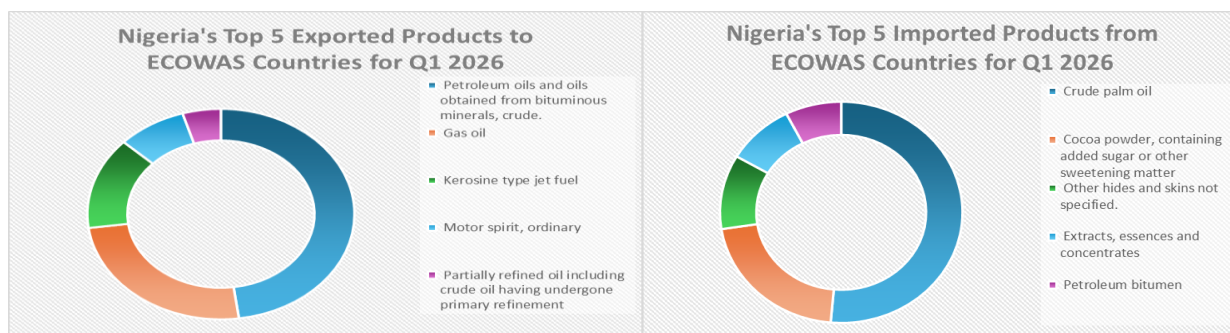 Nigeria's Top 5 Exported Products to
ECOWAS Countries for Q1 2026
Petroleum oils and oils
obtained from bituminous
minerals, crude.
Gas oil
Kerosine type jet fuel
Motor spirit, ordinary
Partially refined oil including
crude oil having undergone
primary refinement
Nigeria's Top 5 Imported Products from
ECOWAS Countries for Q1 2026
Crude palm oil
Cocoa powder, containing
added sugar or other
sweetening matter
Other hides and skins not
specified.
Extracts, essences and
concentrates
Petroleum bitumen